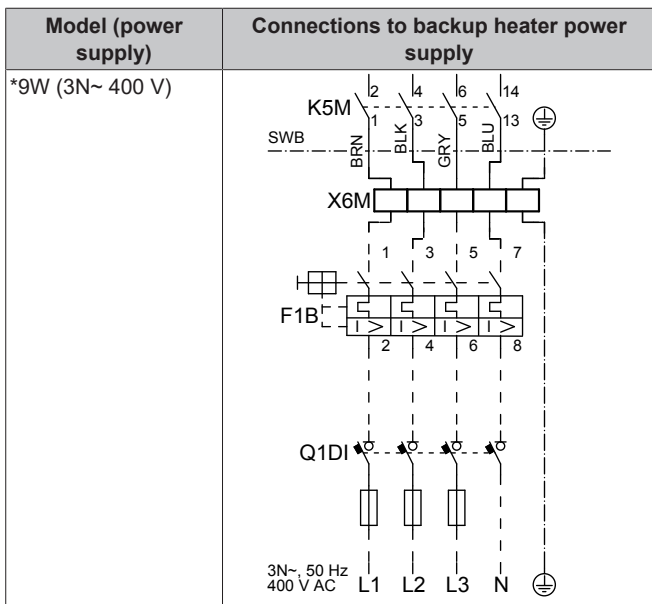 Model (power supply)
Connections to backup heater power supply
*9W (3N~ 400 V)
2 4 6 14
K5M
1 3 5 13
SWB
BRN BLK GRY BLU
X6M
1 3 5 7
F1B
I > I > I > I >
2 4 6 8
Q1DI
3N~, 50 Hz
400 V AC
L1 L2 L3 N